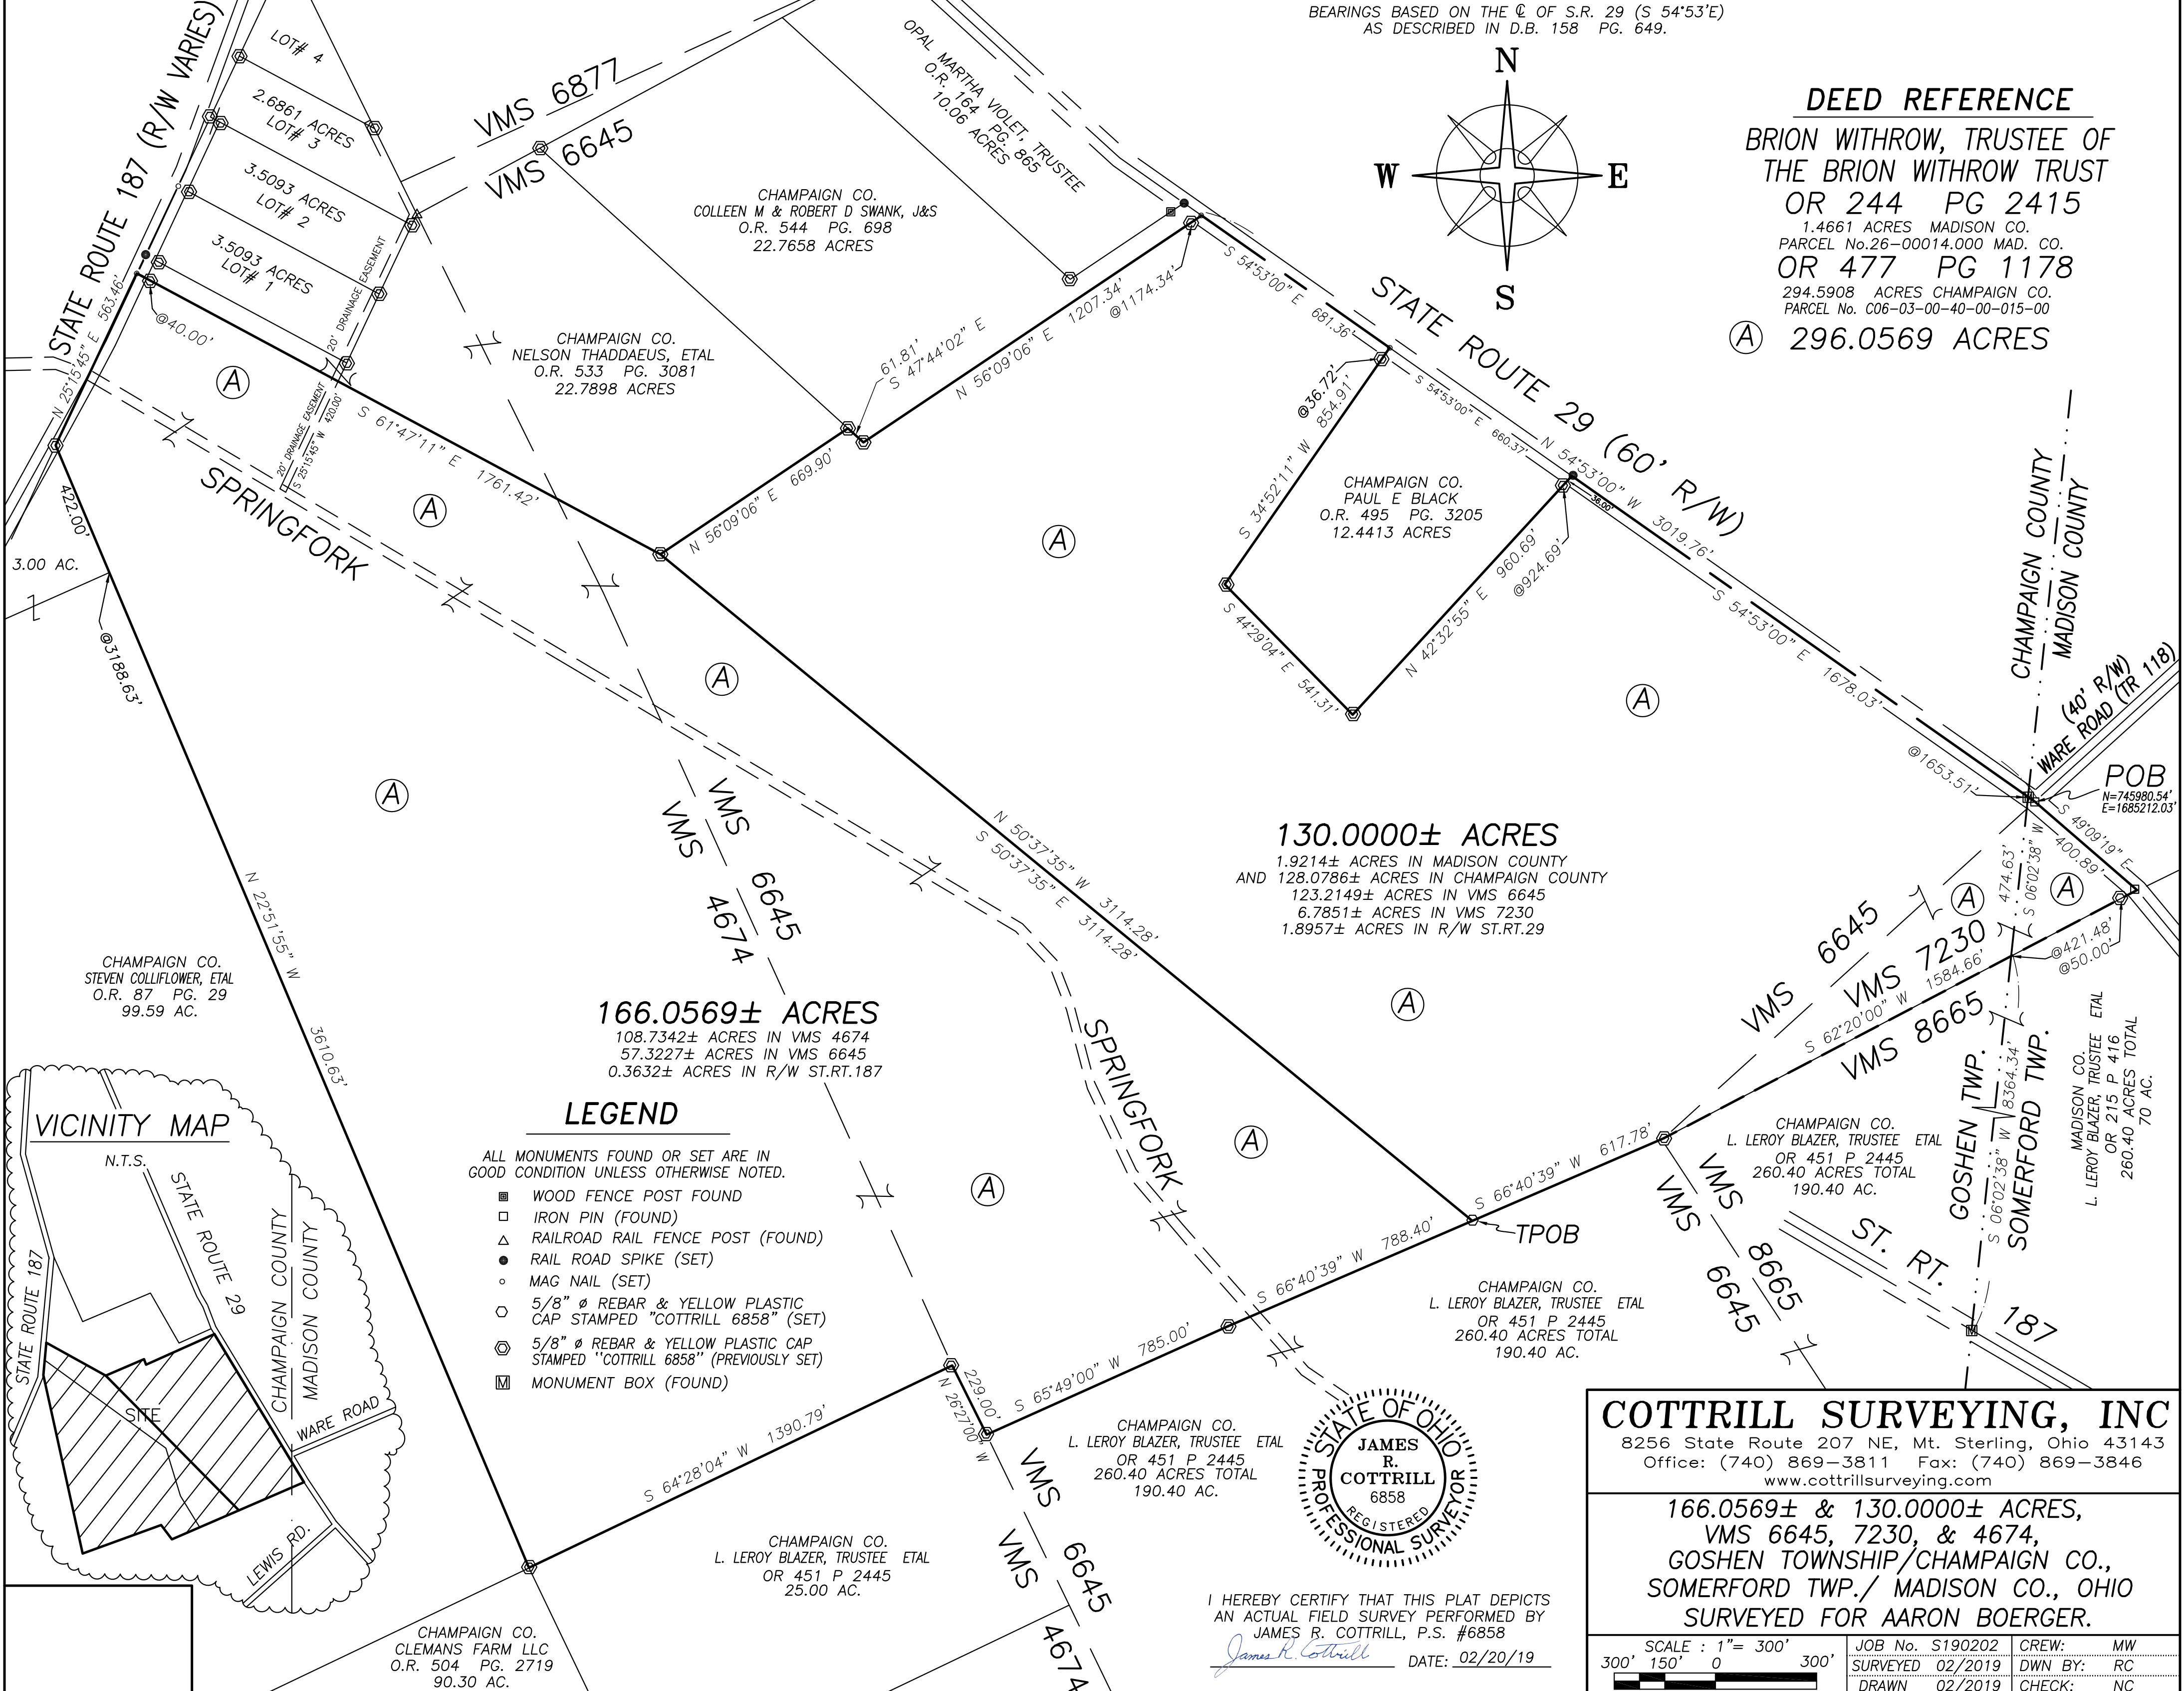 BEARINGS BASED ON THE ℄ OF S.R. 29 (S 54°53'E)
AS DESCRIBED IN D.B. 158 PG. 649.
N
W
E
S
DEED REFERENCE
BRION WITHROW, TRUSTEE OF
THE BRION WITHROW TRUST
OR 244 PG 2415
1.4661 ACRES MADISON CO.
PARCEL No.26-00014.000 MAD. CO.
OR 477 PG 1178
294.5908 ACRES CHAMPAIGN CO.
PARCEL No. C06-03-00-40-00-015-00
A 296.0569 ACRES
STATE ROUTE 187 (R/W VARIES)
LOT# 4
2.6861 ACRES
LOT# 3
3.5093 ACRES
LOT# 2
3.5093 ACRES
LOT# 1
20' DRAINAGE EASEMENT
20' DRAINAGE EASEMENT
S 25°15'45" W 420.00'
VMS 6877
VMS 6645
OPAL MARTHA VIOLET, TRUSTEE
O.R. 164 PG. 865
10.06 ACRES
CHAMPAIGN CO.
COLLEEN M & ROBERT D SWANK, J&S
O.R. 544 PG. 698
22.7658 ACRES
CHAMPAIGN CO.
NELSON THADDAEUS, ETAL
O.R. 533 PG. 3081
22.7898 ACRES
N 25°15'45" E 563.46'
@40.00'
A
S 61°47'11" E 1761.42'
A
SPRINGFORK
422.00'
3.00 AC.
@3188.63'
61.81'
S 47°44'02" E
N 56°09'06" E 1207.34'
@1174.34'
N 56°09'06" E 669.90'
S 54°53'00" E 681.36'
STATE ROUTE 29 (60' R/W)
@36.72'
S 34°52'11" W 854.91'
S 54°53'00" E 660.37'
N 54°53'00" W 3019.76'
36.00'
CHAMPAIGN CO.
PAUL E BLACK
O.R. 495 PG. 3205
12.4413 ACRES
N 42°32'55" E 960.69'
@924.69'
S 44°29'04" E 541.31'
S 54°53'00" E 1678.03'
@1653.51'
CHAMPAIGN COUNTY
MADISON COUNTY
(40' R/W)
WARE ROAD (TR 118)
POB
N=745980.54'
E=1685212.03'
S 49°09'19" E
400.89'
474.63'
S 06°02'38" W
A
A
A
A
A
A
A
A
A
A
@421.48'
@50.00'
VMS 6645
VMS 7230
S 62°20'00" W 1584.66'
VMS 8665
130.0000± ACRES
1.9214± ACRES IN MADISON COUNTY
AND 128.0786± ACRES IN CHAMPAIGN COUNTY
123.2149± ACRES IN VMS 6645
6.7851± ACRES IN VMS 7230
1.8957± ACRES IN R/W ST.RT.29
N 50°37'35" W 3114.28'
S 50°37'35" E 3114.28'
VMS 6645
VMS 4674
N 22°51'55" W 3610.63'
CHAMPAIGN CO.
STEVEN COLLIFLOWER, ETAL
O.R. 87 PG. 29
99.59 AC.
166.0569± ACRES
108.7342± ACRES IN VMS 4674
57.3227± ACRES IN VMS 6645
0.3632± ACRES IN R/W ST.RT.187
SPRINGFORK
LEGEND
ALL MONUMENTS FOUND OR SET ARE IN
GOOD CONDITION UNLESS OTHERWISE NOTED.
WOOD FENCE POST FOUND
IRON PIN (FOUND)
RAILROAD RAIL FENCE POST (FOUND)
RAIL ROAD SPIKE (SET)
MAG NAIL (SET)
5/8" ø REBAR & YELLOW PLASTIC
CAP STAMPED "COTTRILL 6858" (SET)
5/8" ø REBAR & YELLOW PLASTIC CAP
STAMPED "COTTRILL 6858" (PREVIOUSLY SET)
M MONUMENT BOX (FOUND)
VICINITY MAP
N.T.S.
STATE ROUTE 29
STATE ROUTE 187
CHAMPAIGN COUNTY
MADISON COUNTY
SITE
WARE ROAD
LEWIS RD.
S 66°40'39" W 617.78'
TPOB
S 66°40'39" W 788.40'
S 65°49'00" W 785.00'
229.00'
N 26°27'00" W
S 64°28'04" W 1390.79'
CHAMPAIGN CO.
L. LEROY BLAZER, TRUSTEE ETAL
OR 451 P 2445
260.40 ACRES TOTAL
190.40 AC.
GOSHEN TWP.
S 06°02'38" W 8364.34'
SOMERFORD TWP.
MADISON CO.
L. LEROY BLAZER, TRUSTEE ETAL
OR 215 P 416
260.40 ACRES TOTAL
70 AC.
VMS 8665
VMS 6645
ST. RT. 187
CHAMPAIGN CO.
L. LEROY BLAZER, TRUSTEE ETAL
OR 451 P 2445
260.40 ACRES TOTAL
190.40 AC.
CHAMPAIGN CO.
L. LEROY BLAZER, TRUSTEE ETAL
OR 451 P 2445
260.40 ACRES TOTAL
190.40 AC.
VMS 6645
VMS 4674
CHAMPAIGN CO.
L. LEROY BLAZER, TRUSTEE ETAL
OR 451 P 2445
25.00 AC.
CHAMPAIGN CO.
CLEMANS FARM LLC
O.R. 504 PG. 2719
90.30 AC.
STATE OF OHIO
JAMES
R.
COTTRILL
6858
REGISTERED
PROFESSIONAL SURVEYOR
I HEREBY CERTIFY THAT THIS PLAT DEPICTS
AN ACTUAL FIELD SURVEY PERFORMED BY
JAMES R. COTTRILL, P.S. #6858
James R. Cottrill DATE: 02/20/19
COTTRILL SURVEYING, INC
8256 State Route 207 NE, Mt. Sterling, Ohio 43143
Office: (740) 869-3811 Fax: (740) 869-3846
www.cottrillsurveying.com
166.0569± & 130.0000± ACRES,
VMS 6645, 7230, & 4674,
GOSHEN TOWNSHIP/CHAMPAIGN CO.,
SOMERFORD TWP./ MADISON CO., OHIO
SURVEYED FOR AARON BOERGER.
SCALE : 1"= 300'
300' 150' 0 300'
JOB No. S190202 CREW: MW
SURVEYED 02/2019 DWN BY: RC
DRAWN 02/2019 CHECK: NC